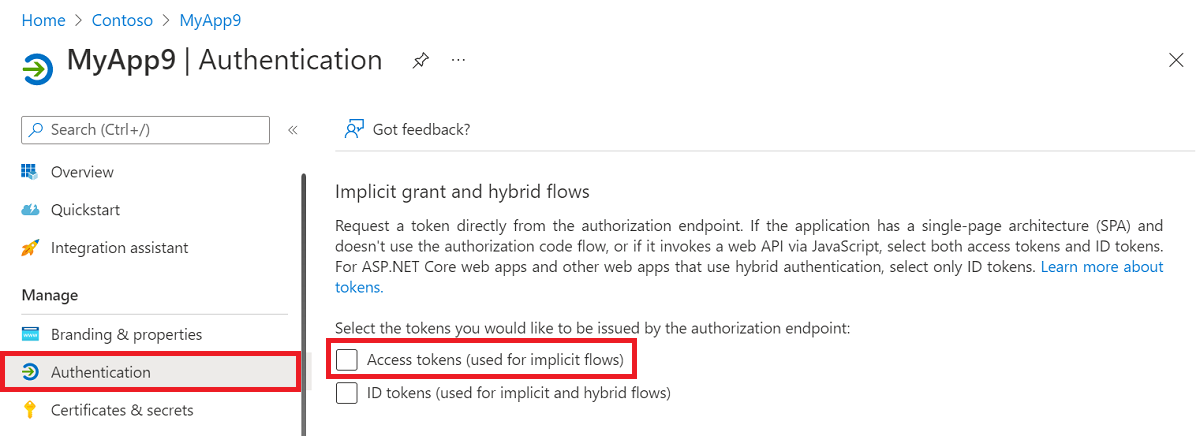 Home > Contoso > MyApp9
MyApp9 | Authentication ...
Search (Ctrl+/)
«
Got feedback?
Overview
Quickstart
Integration assistant
Manage
Branding & properties
Authentication
Certificates & secrets
Implicit grant and hybrid flows
Request a token directly from the authorization endpoint. If the application has a single-page architecture (SPA) and
doesn't use the authorization code flow, or if it invokes a web API via JavaScript, select both access tokens and ID tokens.
For ASP.NET Core web apps and other web apps that use hybrid authentication, select only ID tokens. Learn more about
tokens.
Select the tokens you would like to be issued by the authorization endpoint:
Access tokens (used for implicit flows)
ID tokens (used for implicit and hybrid flows)